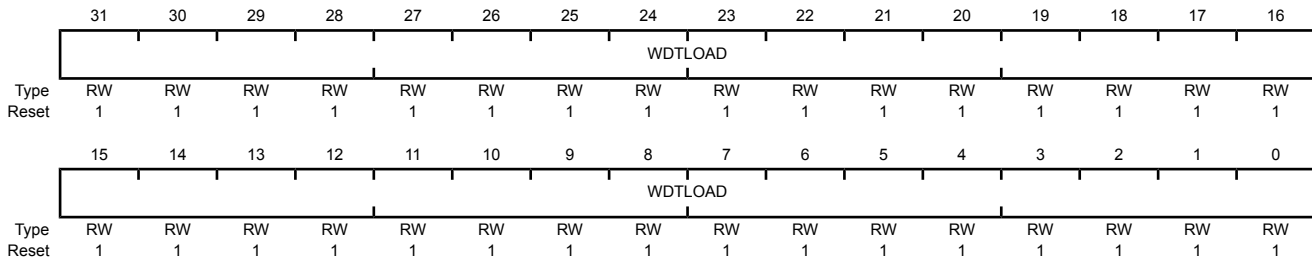 31 30 29 28 27 26 25 24 23 22 21 20 19 18 17 16
WDTLOAD
Type RW RW RW RW RW RW RW RW RW RW RW RW RW RW RW RW
Reset 1 1 1 1 1 1 1 1 1 1 1 1 1 1 1 1
15 14 13 12 11 10 9 8 7 6 5 4 3 2 1 0
WDTLOAD
Type RW RW RW RW RW RW RW RW RW RW RW RW RW RW RW RW
Reset 1 1 1 1 1 1 1 1 1 1 1 1 1 1 1 1